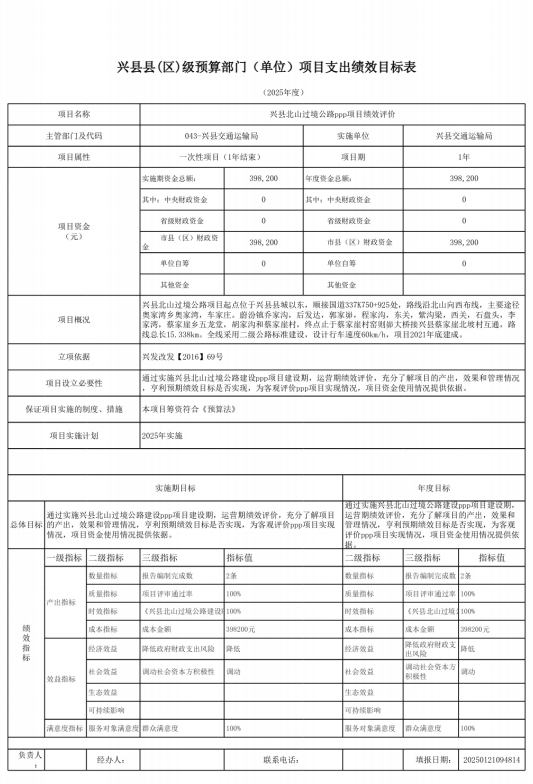 兴县县(区)级预算部门（单位）项目支出绩效目标表
（2025年度）
项目名称 兴县北山过境公路ppp项目绩效评价
主管部门及代码 043-兴县交通运输局 实施单位 兴县交通运输局
项目属性 一次性项目（1年结束） 项目期 1年
项目资金（元）
实施期资金总额： 398,200 年度资金总额： 398,200
其中：中央财政资金 0 其中：中央财政资金 0
省级财政资金 0 省级财政资金 0
市县（区）财政资金 398,200 市县（区）财政资金 398,200
单位自筹 0 单位自筹 0
其他资金 其他资金
项目概况
兴县北山过境公路项目起点位于兴县县城以东，顺接国道337K750+925处，路线沿北山向西布线，主要途径
奥家湾乡奥家湾，车家庄。蔚汾镇乔家沟，后发达，郭家峁，程家沟，东关，紫沟梁，西关，石盘头，李
家湾，蔡家崖乡五龙堂，胡家沟和蔡家崖村，终点止于蔡家崖村窑则峁大桥接兴县蔡家崖北坡村互通，路
线总长15.338km。全线采用二级公路标准建设，设计行车速度60km/h，项目2021年底建成。
立项依据 兴发改发【2016】69号
项目设立必要性
通过实施兴县北山过境公路建设ppp项目建设期，运营期绩效评价，充分了解项目的产出，效果和管理情况
，亨利预期绩效目标是否实现，为客观评价ppp项目实现情况，项目资金使用情况提供依据。
保证项目实施的制度、措施 本项目筹资符合《预算法》
项目实施计划 2025年实施
实施期目标 年度目标
总体目标
通过实施兴县北山过境公路建设ppp项目建设期，运营期绩效评价，充分了解项目
的产出，效果和管理情况，亨利预期绩效目标是否实现，为客观评价ppp项目实现
情况，项目资金使用情况提供依据。
通过实施兴县北山过境公路建设ppp项目建设期，
运营期绩效评价，充分了解项目的产出，效果和
管理情况，亨利预期绩效目标是否实现，为客观
评价ppp项目实现情况，项目资金使用情况提供依
据。
绩效指标
一级指标 二级指标 三级指标 指标值 二级指标 三级指标 指标值
产出指标
数量指标 报告编制完成数 2条 数量指标 报告编制完成数 2条
质量指标 项目评审通过率 100% 质量指标 项目评审通过率 100%
时效指标 《兴县北山过境公路建设 100% 时效指标 《兴县北山过境 100%
成本指标 成本金额 398200元 成本指标 成本金额 398200元
效益指标
经济效益 降低政府财政支出风险 降低 经济效益 降低政府财政支出风险 降低
社会效益 调动社会资本方积极性 调动 社会效益 调动社会资本方积极性 调动
生态效益 生态效益
可持续影响 可持续影响
满意度指标 服务对象满意度 群众满意度 100% 服务对象满意度 群众满意度 100%
负责人： 经办人： 联系电话： 填报日期： 20250121094814